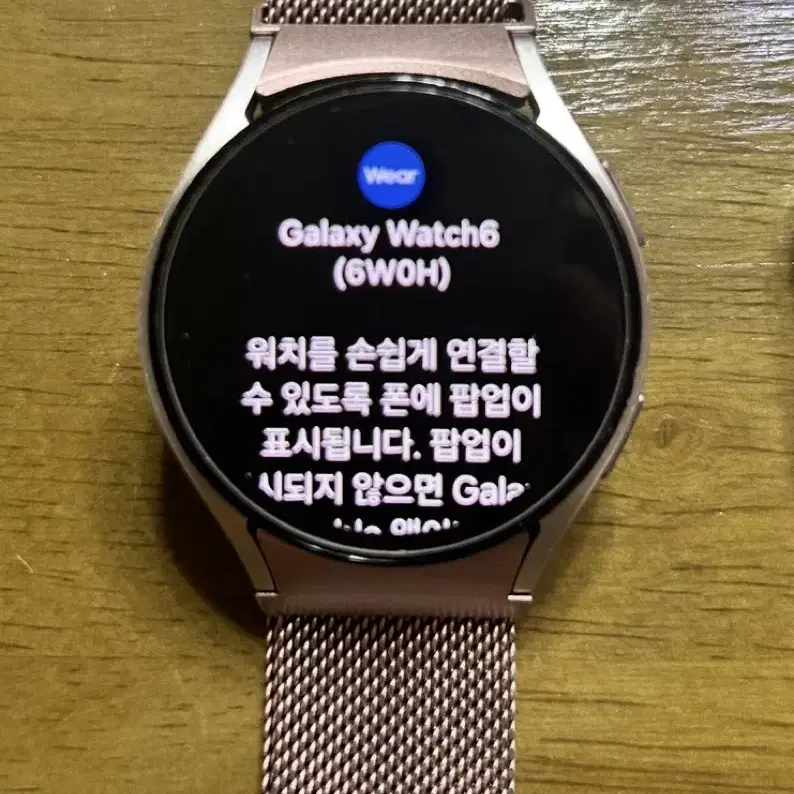 Wear
Galaxy Watch6
(6W0H)
워치를 손쉽게 연결할
수 있도록 폰에 팝업이
표시됩니다. 팝업이
시되지 않으면